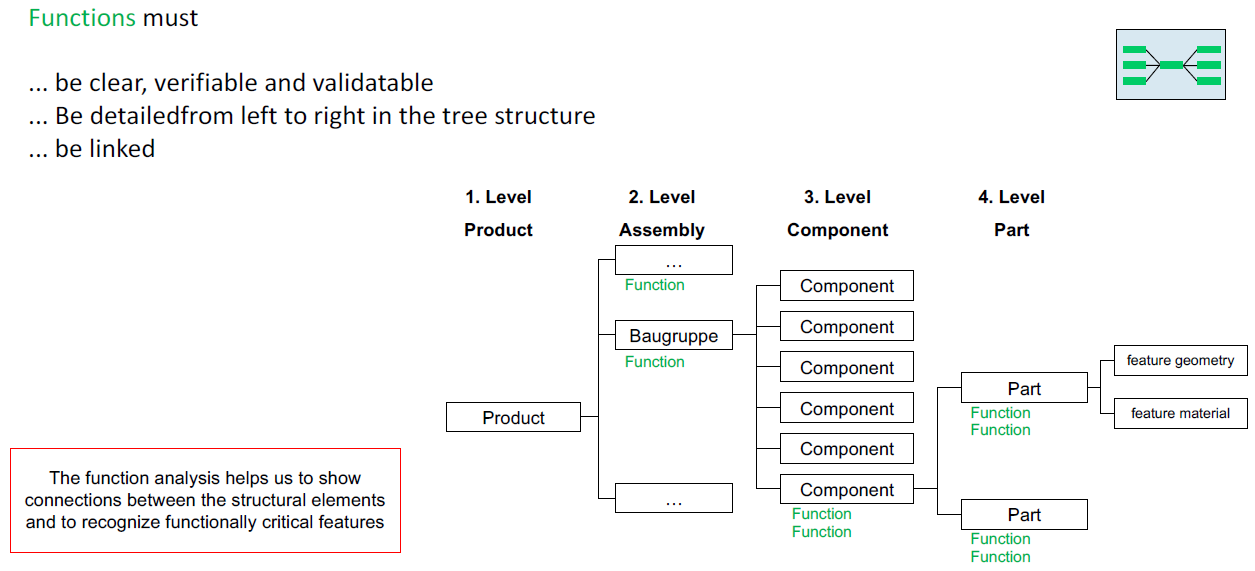 Functions must
... be clear, verifiable and validatable
... Be detailedfrom left to right in the tree structure
... be linked
1. Level
Product
2. Level
Assembly
3. Level
Component
4. Level
Part
Product
...
Function
Baugruppe
Function
...
Component
Component
Component
Component
Component
Component
Function
Function
Part
Function
Function
Part
Function
Function
feature geometry
feature material
The function analysis helps us to show
connections between the structural elements
and to recognize functionally critical features